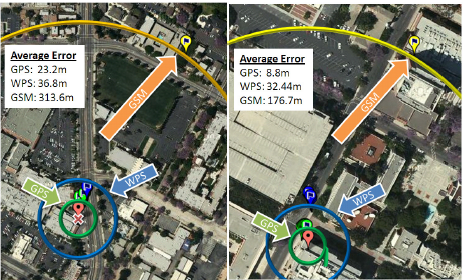 Average Error
GPS: 23.2m
WPS: 36.8m
GSM: 313.6m
GSM
GPS
WPS
Average Error
GPS: 8.8m
WPS: 32.44m
GSM: 176.7m
GSM
GPS
WPS